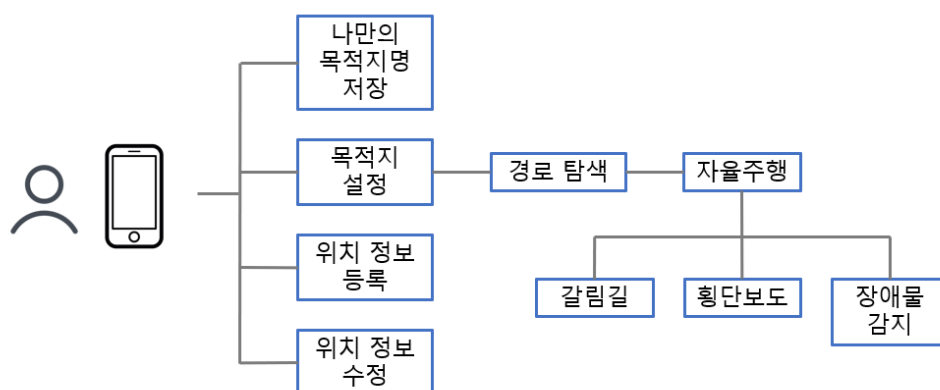 나만의
목적지명
저장
목적지
설정
경로 탐색
자율주행
위치 정보
등록
갈림길
횡단보도
장애물
감지
위치 정보
수정